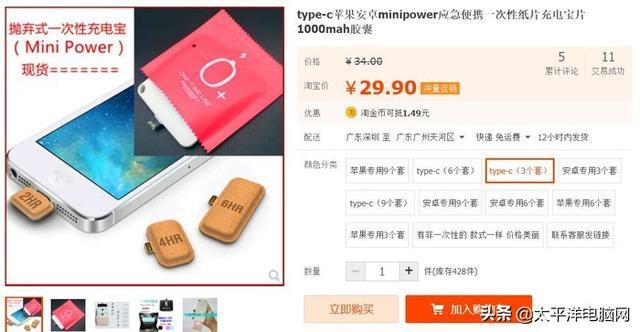 抛弃式一次性充电宝
（Mini Power）
现货=======
ONE TIME USE
2HR
4HR
6HR
type-c苹果安卓minipower应急便携一次性纸片充电宝片
1000mah胶囊
价格 ¥ 34.00
淘宝价 ¥ 29.90 冲量促销
5 累计评论
11 交易成功
优惠 淘金币可抵1.49元
配送 广东深圳 至 广东广州天河区 快递 免运费 12小时内发货
颜色分类 苹果专用9个套 type-c（6个套） type-c（3个套） 安卓专用3个套
type-c（9个套） 安卓专用9个套 安卓专用6个套 苹果专用6个套
苹果专用3个套 有非一次性的 款式一样 价格美丽 联系客服发链接
数量 - 1 + 件(库存428件)
立即购买 加入购
头条 @太平洋电脑网